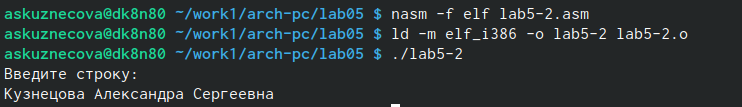 askuznecova@dk8n80 ~/work1/arch-pc/lab05 $ nasm -f elf lab5-2.asm
askuznecova@dk8n80 ~/work1/arch-pc/lab05 $ ld -m elf_i386 -o lab5-2 lab5-2.o
askuznecova@dk8n80 ~/work1/arch-pc/lab05 $ ./lab5-2
Введите строку:
Кузнецова Александра Сергеевна